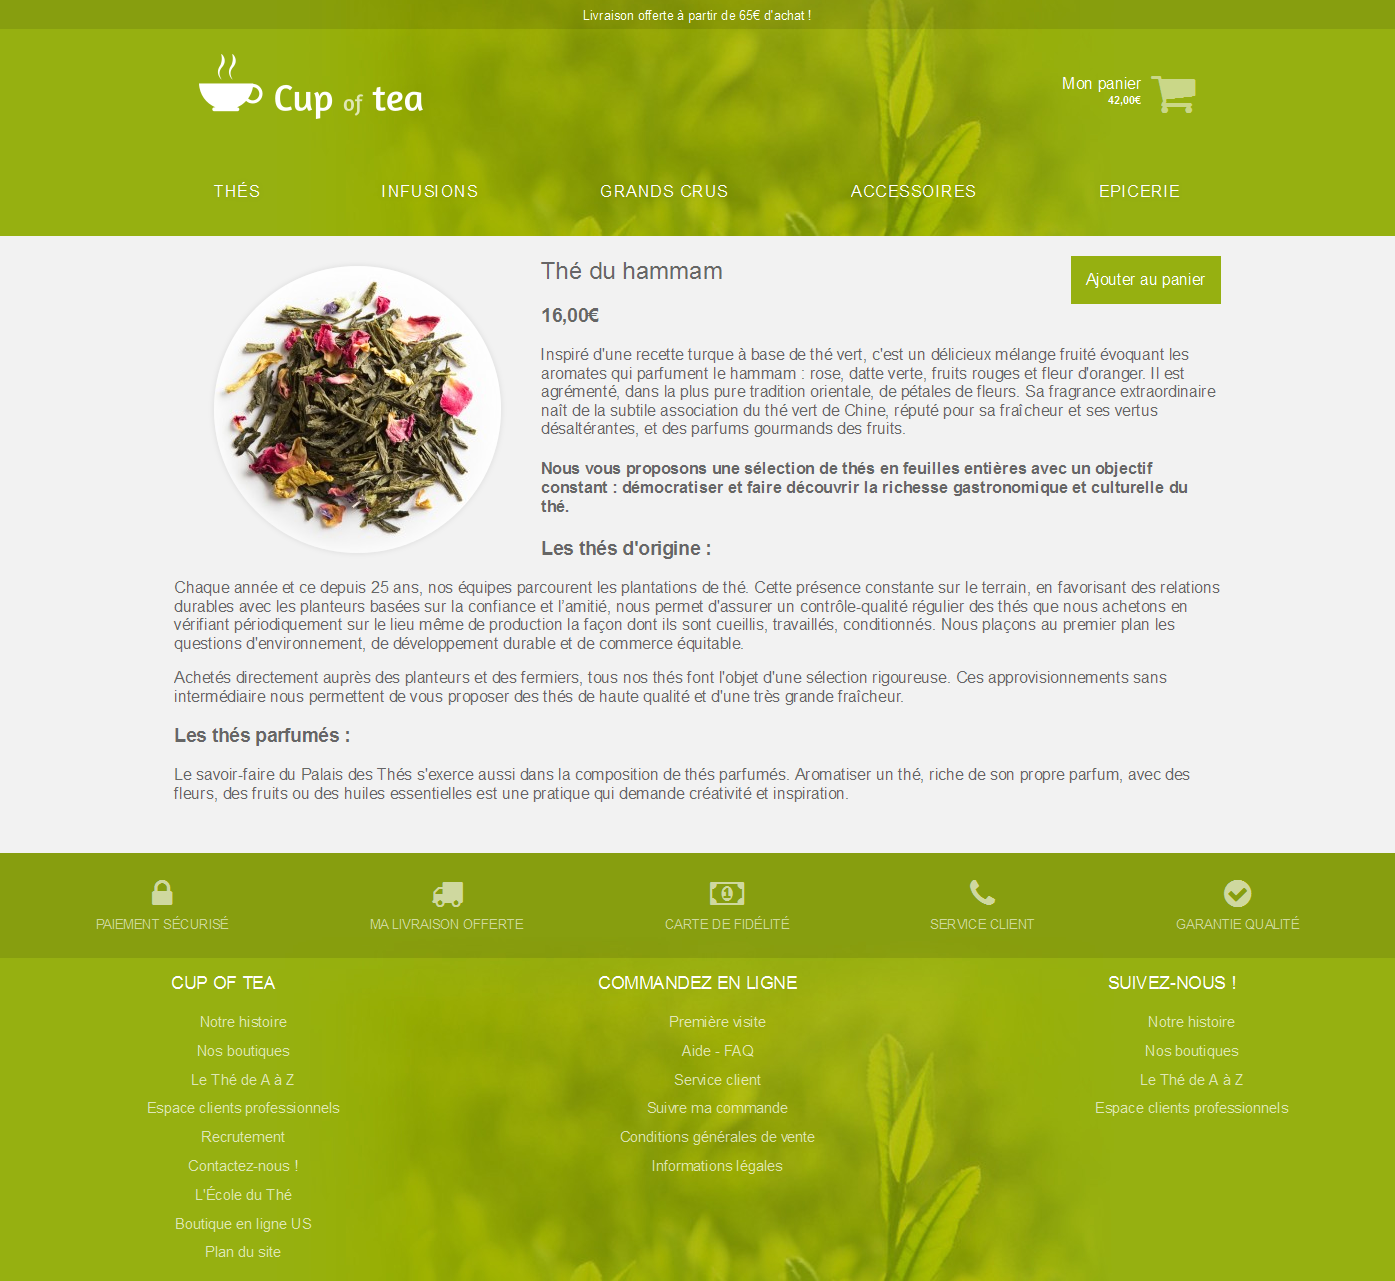 Livraison offerte à partir de 65€ d'achat !
Cup of tea
Mon panier
42,00€
THÉS
INFUSIONS
GRANDS CRUS
ACCESSOIRES
EPICERIE
Thé du hammam
Ajouter au panier
16,00€
Inspiré d'une recette turque à base de thé vert, c'est un délicieux mélange fruité évoquant les
aromates qui parfument le hammam : rose, datte verte, fruits rouges et fleur d'oranger. Il est
agrémenté, dans la plus pure tradition orientale, de pétales de fleurs. Sa fragrance extraordinaire
naît de la subtile association du thé vert de Chine, réputé pour sa fraîcheur et ses vertus
désaltérantes, et des parfums gourmands des fruits.
Nous vous proposons une sélection de thés en feuilles entières avec un objectif
constant : démocratiser et faire découvrir la richesse gastronomique et culturelle du
thé.
Les thés d'origine :
Chaque année et ce depuis 25 ans, nos équipes parcourent les plantations de thé. Cette présence constante sur le terrain, en favorisant des relations
durables avec les planteurs basées sur la confiance et l’amitié, nous permet d'assurer un contrôle-qualité régulier des thés que nous achetons en
vérifiant périodiquement sur le lieu même de production la façon dont ils sont cueillis, travaillés, conditionnés. Nous plaçons au premier plan les
questions d'environnement, de développement durable et de commerce équitable.
Achetés directement auprès des planteurs et des fermiers, tous nos thés font l'objet d'une sélection rigoureuse. Ces approvisionnements sans
intermédiaire nous permettent de vous proposer des thés de haute qualité et d'une très grande fraîcheur.
Les thés parfumés :
Le savoir-faire du Palais des Thés s'exerce aussi dans la composition de thés parfumés. Aromatiser un thé, riche de son propre parfum, avec des
fleurs, des fruits ou des huiles essentielles est une pratique qui demande créativité et inspiration.
PAIEMENT SÉCURISÉ
MA LIVRAISON OFFERTE
CARTE DE FIDÉLITÉ
SERVICE CLIENT
GARANTIE QUALITÉ
CUP OF TEA
Notre histoire
Nos boutiques
Le Thé de A à Z
Espace clients professionnels
Recrutement
Contactez-nous !
L'École du Thé
Boutique en ligne US
Plan du site
COMMANDEZ EN LIGNE
Première visite
Aide - FAQ
Service client
Suivre ma commande
Conditions générales de vente
Informations légales
SUIVEZ-NOUS !
Notre histoire
Nos boutiques
Le Thé de A à Z
Espace clients professionnels